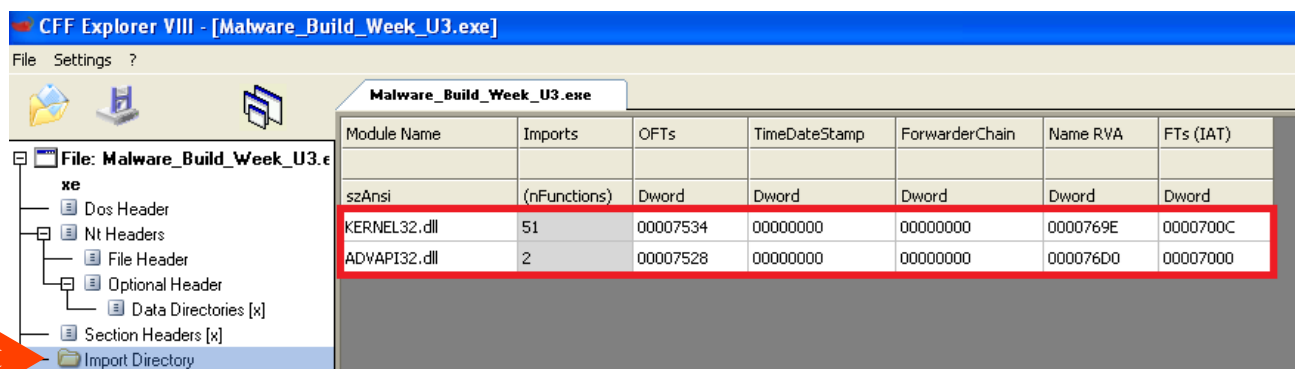 CFF Explorer VIII - [Malware_Build_Week_U3.exe]
File Settings ?
Malware_Build_Week_U3.exe
Module Name Imports OFTs TimeDateStamp ForwarderChain Name RVA FTs (IAT)
szAnsi (nFunctions) Dword Dword Dword Dword Dword
KERNEL32.dll 51 00007534 00000000 00000000 0000769E 0000700C
ADVAPI32.dll 2 00007528 00000000 00000000 000076D0 00007000
File: Malware_Build_Week_U3.e
xe
Dos Header
Nt Headers
File Header
Optional Header
Data Directories [x]
Section Headers [x]
Import Directory